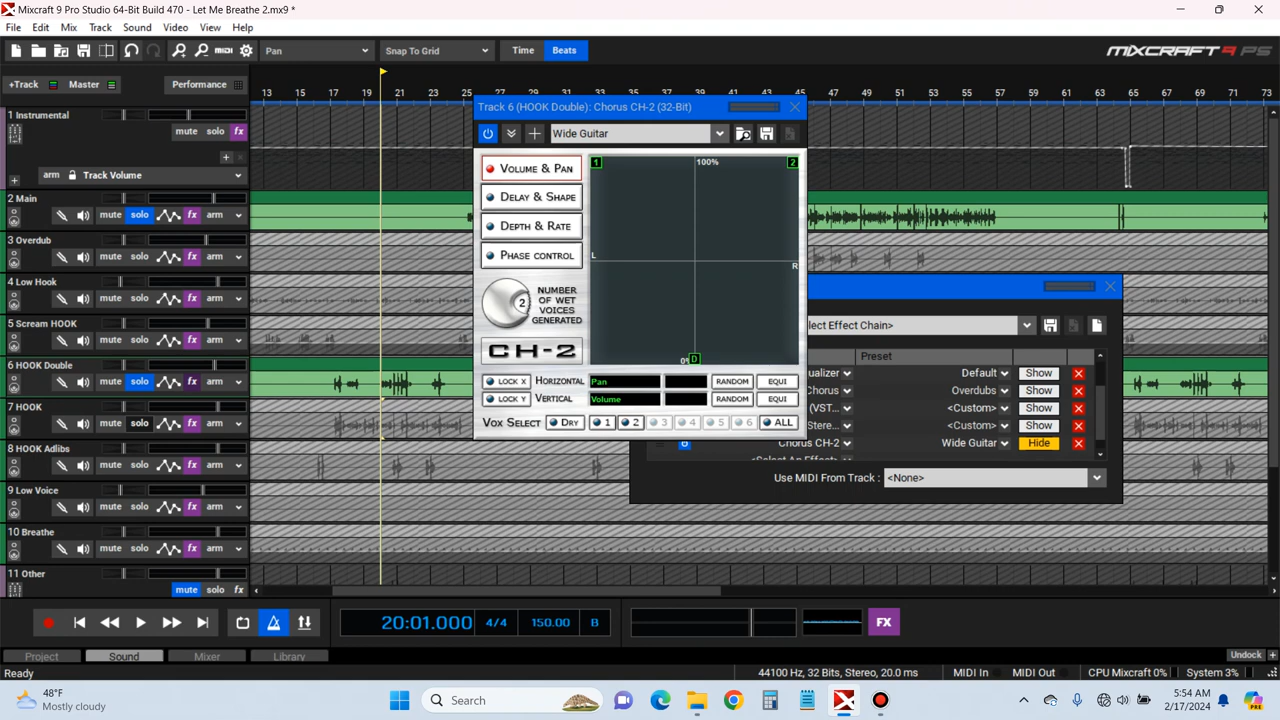 Mixcraft 9 Pro Studio 64-Bit Build 470 - Let Me Breathe 2.mx9 *
File Edit Mix Track Sound Video View Help
Pan Snap To Grid Time Beats MIXCRAFT 9 PS
+Track Master Performance 13 15 17 19 21 23 25 33 35 37 39 41 43 45 47 49 51 53 55 57 59 61 63 65 67 69 71 73
1 Instrumental
mute solo fx
arm Track Volume
2 Main
mute solo fx arm
3 Overdub
mute solo fx arm
4 Low Hook
mute solo fx arm
5 Scream HOOK
mute solo fx arm
6 HOOK Double
mute solo fx arm
7 HOOK
mute solo fx arm
8 HOOK Adlibs
mute solo fx arm
9 Low Voice
mute solo fx arm
10 Breathe
mute solo fx arm
11 Other
mute solo fx
Track 6 (HOOK Double): Chorus CH-2 (32-Bit)
Wide Guitar
VOLUME & PAN
DELAY & SHAPE
DEPTH & RATE
PHASE CONTROL
1 100% 2
L R
2 NUMBER OF WET VOICES GENERATED
CH-2
0% D
LOCK X HORIZONTAL Pan RANDOM EQUI
LOCK Y VERTICAL Volume RANDOM EQUI
VOX SELECT DRY 1 2 3 4 5 6 ALL
lect Effect Chain>
Preset
ualizer Default Show
Chorus Overdubs Show
(VST... <Custom> Show
Stere... <Custom> Show
Chorus CH-2 Wide Guitar Hide
<Select An Effect>
Use MIDI From Track : <None>
20:01.000 4/4 150.00 B FX
Project Sound Mixer Library Undock
Ready 44100 Hz, 32 Bits, Stereo, 20.0 ms MIDI In MIDI Out CPU Mixcraft 0% System 3%
48°F
Mostly cloudy
Search
5:54 AM
2/17/2024
PRE